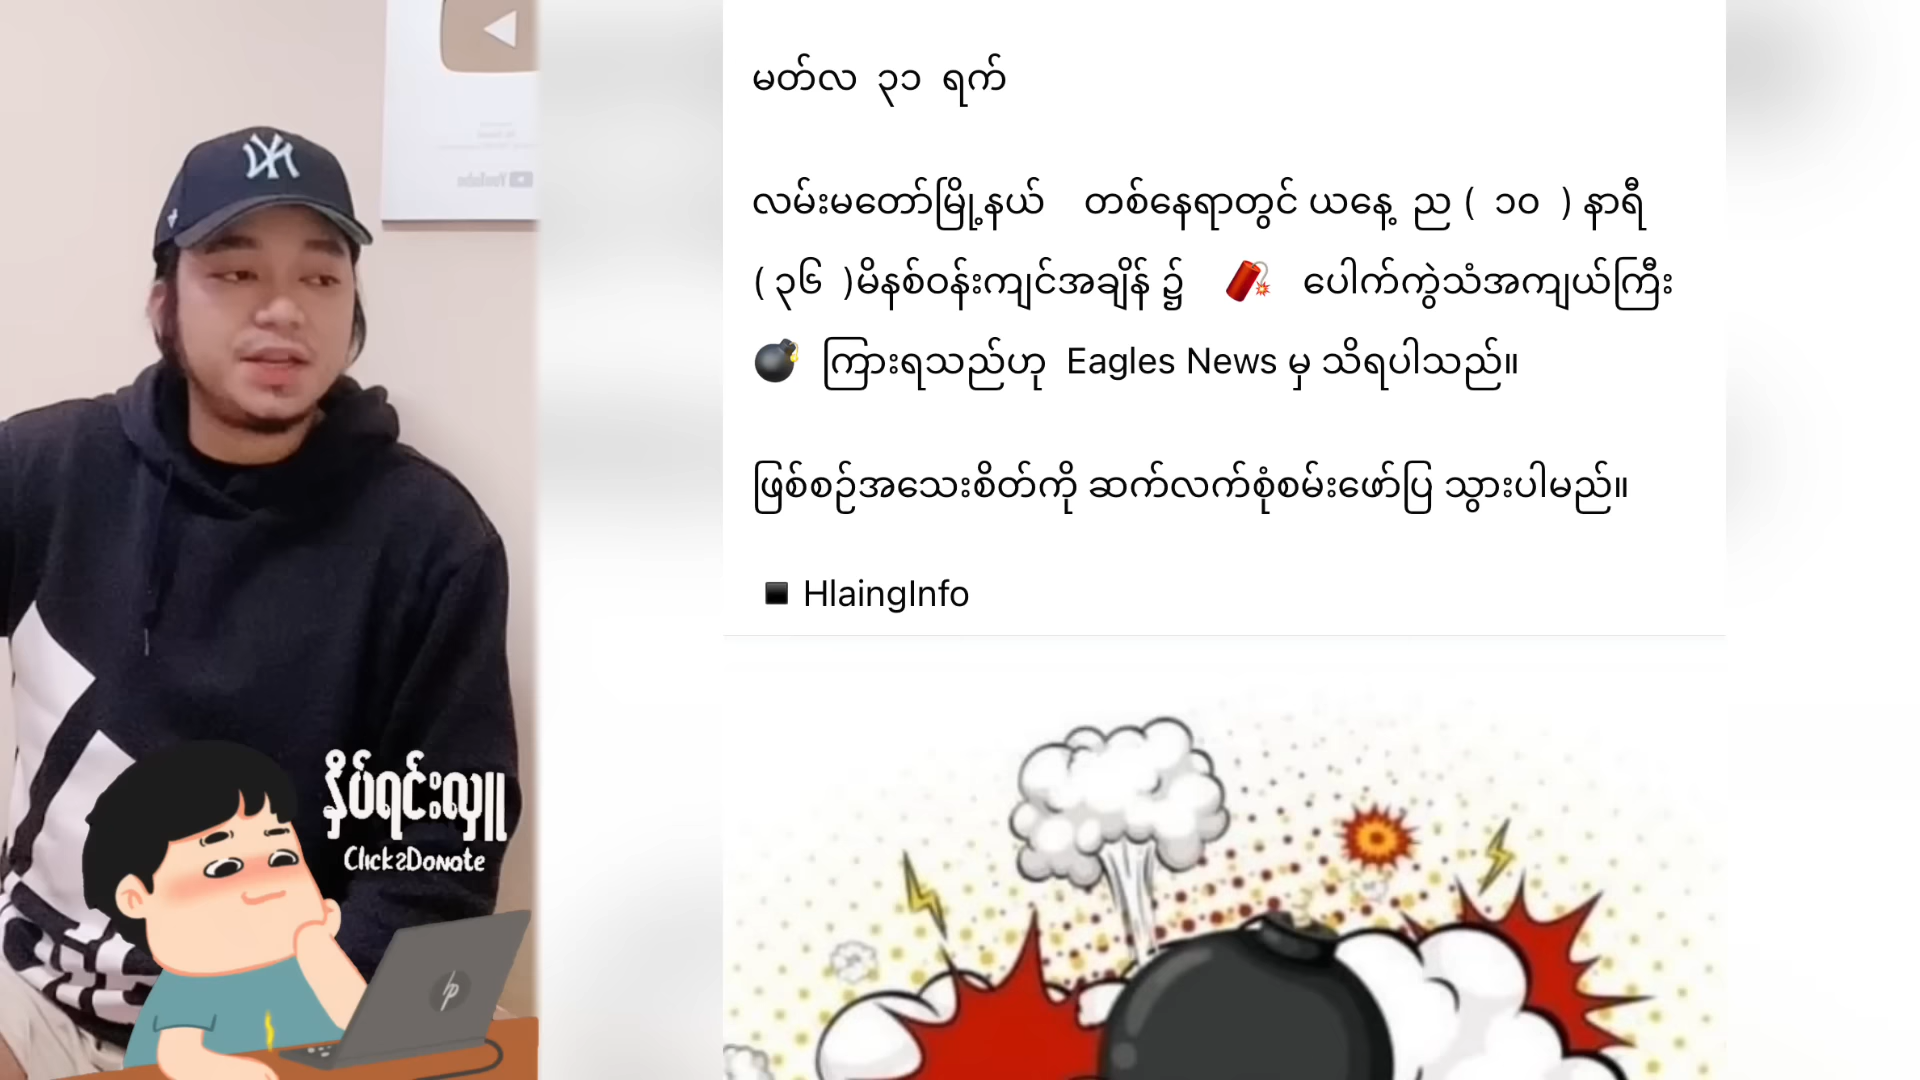 မတ်လ ၃၁ ရက်
လမ်းမတော်မြို့နယ် တစ်နေရာတွင် ယနေ့ ည ( ၁၀ ) နာရီ
( ၃၆ )မိနစ်ဝန်းကျင်အချိန် ၌ 🧨 ပေါက်ကွဲသံအကျယ်ကြီး
💣 ကြားရသည်ဟု Eagles News မှ သိရပါသည်။
ဖြစ်စဉ်အသေးစိတ်ကို ဆက်လက်စုံစမ်းဖော်ပြ သွားပါမည်။
◾ HlaingInfo
YouTube
နှိပ်ရင်းလှူ
Click2Donate
hp